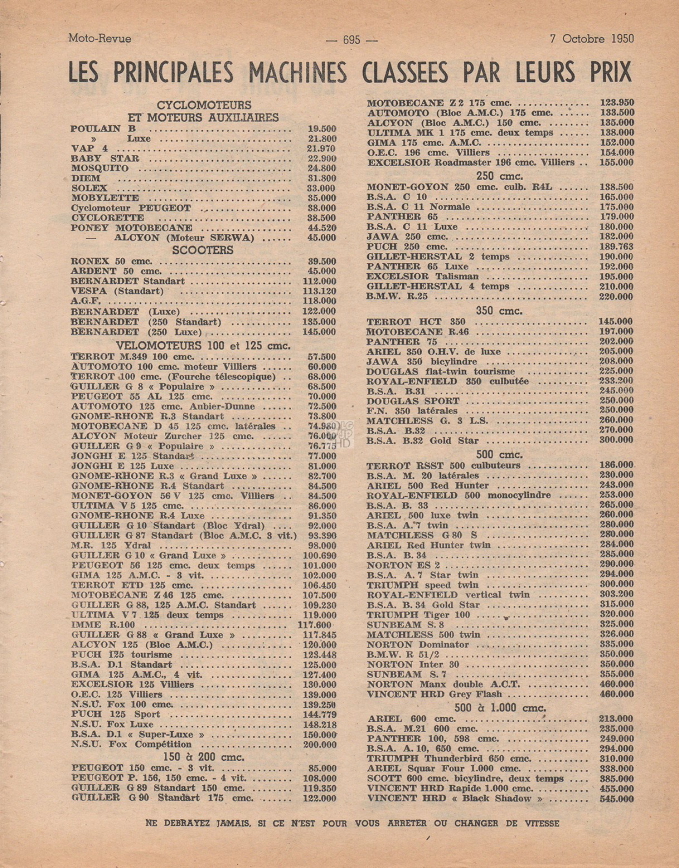 Moto-Revue — 695 — 7 Octobre 1950
LES PRINCIPALES MACHINES CLASSEES PAR LEURS PRIX
CYCLOMOTEURS
ET MOTEURS AUXILIAIRES
POULAIN B ........ 19.500
» Luxe ........ 21.800
VAP 4 ........ 21.970
BABY STAR ........ 22.900
MOSQUITO ........ 24.800
DIEM ........ 31.800
SOLEX ........ 33.000
MOBYLETTE ........ 35.000
Cyclomoteur PEUGEOT ........ 38.000
CYCLORETTE ........ 38.500
PONEY MOTOBECANE ........ 44.520
— ALCYON (Moteur SERWA) ...... 45.000
SCOOTERS
RONEX 50 cmc. ........ 39.500
ARDENT 50 cmc. ........ 45.000
BERNARDET Standart ........ 112.000
VESPA (Standart) ........ 113.120
A.G.F. ........ 118.000
BERNARDET (Luxe) ........ 122.000
BERNARDET (250 Standart) ........ 135.000
BERNARDET (250 Luxe) ........ 145.000
VELOMOTEURS 100 et 125 cmc.
TERROT M.349 100 cmc. ........ 57.500
AUTOMOTO 100 cmc. moteur Villiers .... 60.000
TERROT 100 cmc. (Fourche télescopique) .. 68.000
GUILLER G 8 « Populaire » ........ 68.500
PEUGEOT 55 AL 125 cmc. ........ 70.000
AUTOMOTO 125 cmc. Aubier-Dunne ...... 72.500
GNOME-RHONE R.3 Standart ........ 73.800
MOTOBECANE D 45 125 cmc. latérales .. 74.980
ALCYON Moteur Zurcher 125 cmc. ...... 76.000
GUILLER G 9 « Populaire » ........ 76.775
JONGHI E 125 Standart ........ 77.000
JONGHI E 125 Luxe ........ 81.000
GNOME-RHONE R.3 « Grand Luxe » ...... 82.700
GNOME-RHONE R.4 Standart ........ 84.500
MONET-GOYON 56 V 125 cmc. Villiers .. 84.500
ULTIMA V 5 125 cmc. ........ 86.000
GNOME-RHONE R.4 Luxe ........ 91.350
GUILLER G 10 Standart (Bloc Ydral) .... 92.000
GUILLER G 87 Standart (Bloc A.M.C. 3 vit.) 93.390
M.R. 125 Ydral ........ 98.000
GUILLER G 10 « Grand Luxe » ........ 100.690
PEUGEOT 56 125 cmc. deux temps ...... 101.000
GIMA 125 A.M.C. - 3 vit. ........ 102.000
TERROT ETD 125 cmc. ........ 106.450
MOTOBECANE Z 46 125 cmc. ........ 107.500
GUILLER G 88, 125 A.M.C. Standart ...... 109.230
ULTIMA V 7 125 deux temps ........ 119.000
IMME R.100 ........ 117.600
GUILLER G 88 « Grand Luxe » ........ 117.845
ALCYON 125 (Bloc A.M.C.) ........ 120.000
PUCH 125 tourisme ........ 123.448
B.S.A. D.1 Standart ........ 125.000
GIMA 125 A.M.C., 4 vit. ........ 127.400
EXCELSIOR 125 Villiers ........ 130.000
O.E.C. 125 Villiers ........ 139.000
N.S.U. Fox 100 cmc. ........ 139.250
PUCH 125 Sport ........ 144.779
N.S.U. Fox Luxe ........ 148.218
B.S.A. D.1 « Super-Luxe » ........ 150.000
N.S.U. Fox Compétition ........ 200.000
150 à 200 cmc.
PEUGEOT 150 cmc. - 3 vit. ........ 85.000
PEUGEOT P. 156, 150 cmc. - 4 vit. ...... 108.000
GUILLER G 89 Standart 150 cmc. ...... 119.350
GUILLER G 90 Standart 175 cmc. ...... 122.000
MOTOBECANE Z 2 175 cmc. ........ 123.950
AUTOMOTO (Bloc A.M.C.) 175 cmc. ...... 133.500
ALCYON (Bloc A.M.C.) 150 cmc. ...... 135.000
ULTIMA MK 1 175 cmc. deux temps ...... 138.000
GIMA 175 cmc. A.M.C. ........ 152.000
O.E.C. 196 cmc. Villiers ........ 154.000
EXCELSIOR Roadmaster 196 cmc. Villiers .. 155.000
250 cmc.
MONET-GOYON 250 cmc. culb. R4L ...... 138.500
B.S.A. C 10 ........ 165.000
B.S.A. C 11 Normale ........ 175.000
PANTHER 65 ........ 179.000
B.S.A. C 11 Luxe ........ 180.000
JAWA 250 cmc. ........ 182.000
PUCH 250 cmc. ........ 189.763
GILLET-HERSTAL 2 temps ........ 190.000
PANTHER 65 Luxe ........ 192.000
EXCELSIOR Talisman ........ 195.000
GILLET-HERSTAL 4 temps ........ 210.000
B.M.W. R.25 ........ 220.000
350 cmc.
TERROT HCT 350 ........ 145.000
MOTOBECANE R.46 ........ 197.000
PANTHER 75 ........ 202.000
ARIEL 350 O.H.V. de luxe ........ 205.000
JAWA 350 bicylindre ........ 208.000
DOUGLAS flat-twin tourisme ........ 225.000
ROYAL-ENFIELD 350 culbutée ........ 233.200
B.S.A. B.31 ........ 245.000
DOUGLAS SPORT ........ 250.000
F.N. 350 latérales ........ 250.000
MATCHLESS G. 3 L.S. ........ 260.000
B.S.A. B.32 ........ 270.000
B.S.A. B.32 Gold Star ........ 300.000
500 cmc.
TERROT RSST 500 culbuteurs ........ 186.000
B.S.A. M. 20 latérales ........ 230.000
ARIEL 500 Red Hunter ........ 243.000
ROYAL-ENFIELD 500 monocylindre ...... 253.000
B.S.A. B. 33 ........ 265.000
ARIEL 500 luxe twin ........ 260.000
B.S.A. A.7 twin ........ 280.000
MATCHLESS G 80 S ........ 280.000
ARIEL Red Hunter twin ........ 284.000
B.S.A. B. 34 ........ 285.000
NORTON ES 2 ........ 290.000
B.S.A. A. 7 Star twin ........ 294.000
TRIUMPH speed twin ........ 300.000
ROYAL-ENFIELD vertical twin ........ 303.200
B.S.A. B. 34 Gold Star ........ 315.000
TRIUMPH Tiger 100 ........ 320.000
SUNBEAM S. 8 ........ 325.000
MATCHLESS 500 twin ........ 326.000
NORTON Dominator ........ 335.000
B.M.W. R 51/2 ........ 350.000
NORTON Inter 30 ........ 350.000
SUNBEAM S. 7 ........ 355.000
NORTON Manx double A.C.T. ........ 460.000
VINCENT HRD Grey Flash ........ 460.000
500 à 1.000 cmc.
ARIEL 600 cmc. ........ 213.000
B.S.A. M.21 600 cmc. ........ 235.000
PANTHER 100, 598 cmc. ........ 249.000
B.S.A. A.10, 650 cmc. ........ 294.000
TRIUMPH Thunderbird 650 cmc. ........ 310.000
ARIEL Squar Four 1.000 cmc. ........ 338.000
SCOTT 600 cmc. bicylindre, deux temps .... 385.000
VINCENT HRD Rapide 1.000 cmc. ...... 455.000
VINCENT HRD « Black Shadow » ...... 545.000
NE DEBRAYEZ JAMAIS, SI CE N'EST POUR VOUS ARRETER OU CHANGER DE VITESSE